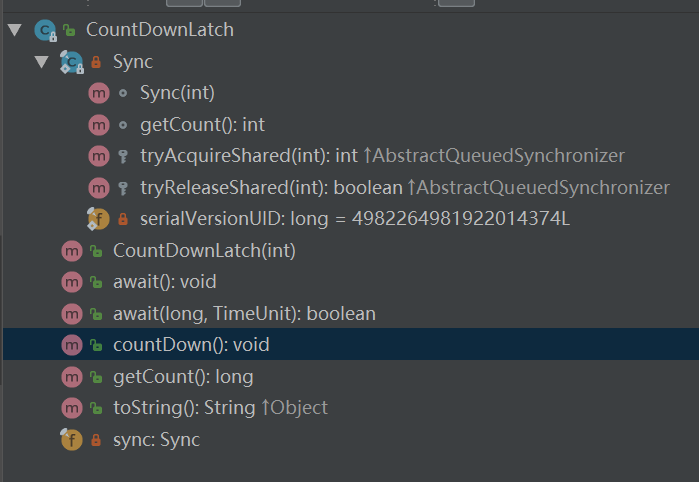 CountDownLatch
Sync
Sync(int)
getCount(): int
tryAcquireShared(int): int ↑AbstractQueuedSynchronizer
tryReleaseShared(int): boolean ↑AbstractQueuedSynchronizer
serialVersionUID: long = 4982264981922014374L
CountDownLatch(int)
await(): void
await(long, TimeUnit): boolean
countDown(): void
getCount(): long
toString(): String ↑Object
sync: Sync